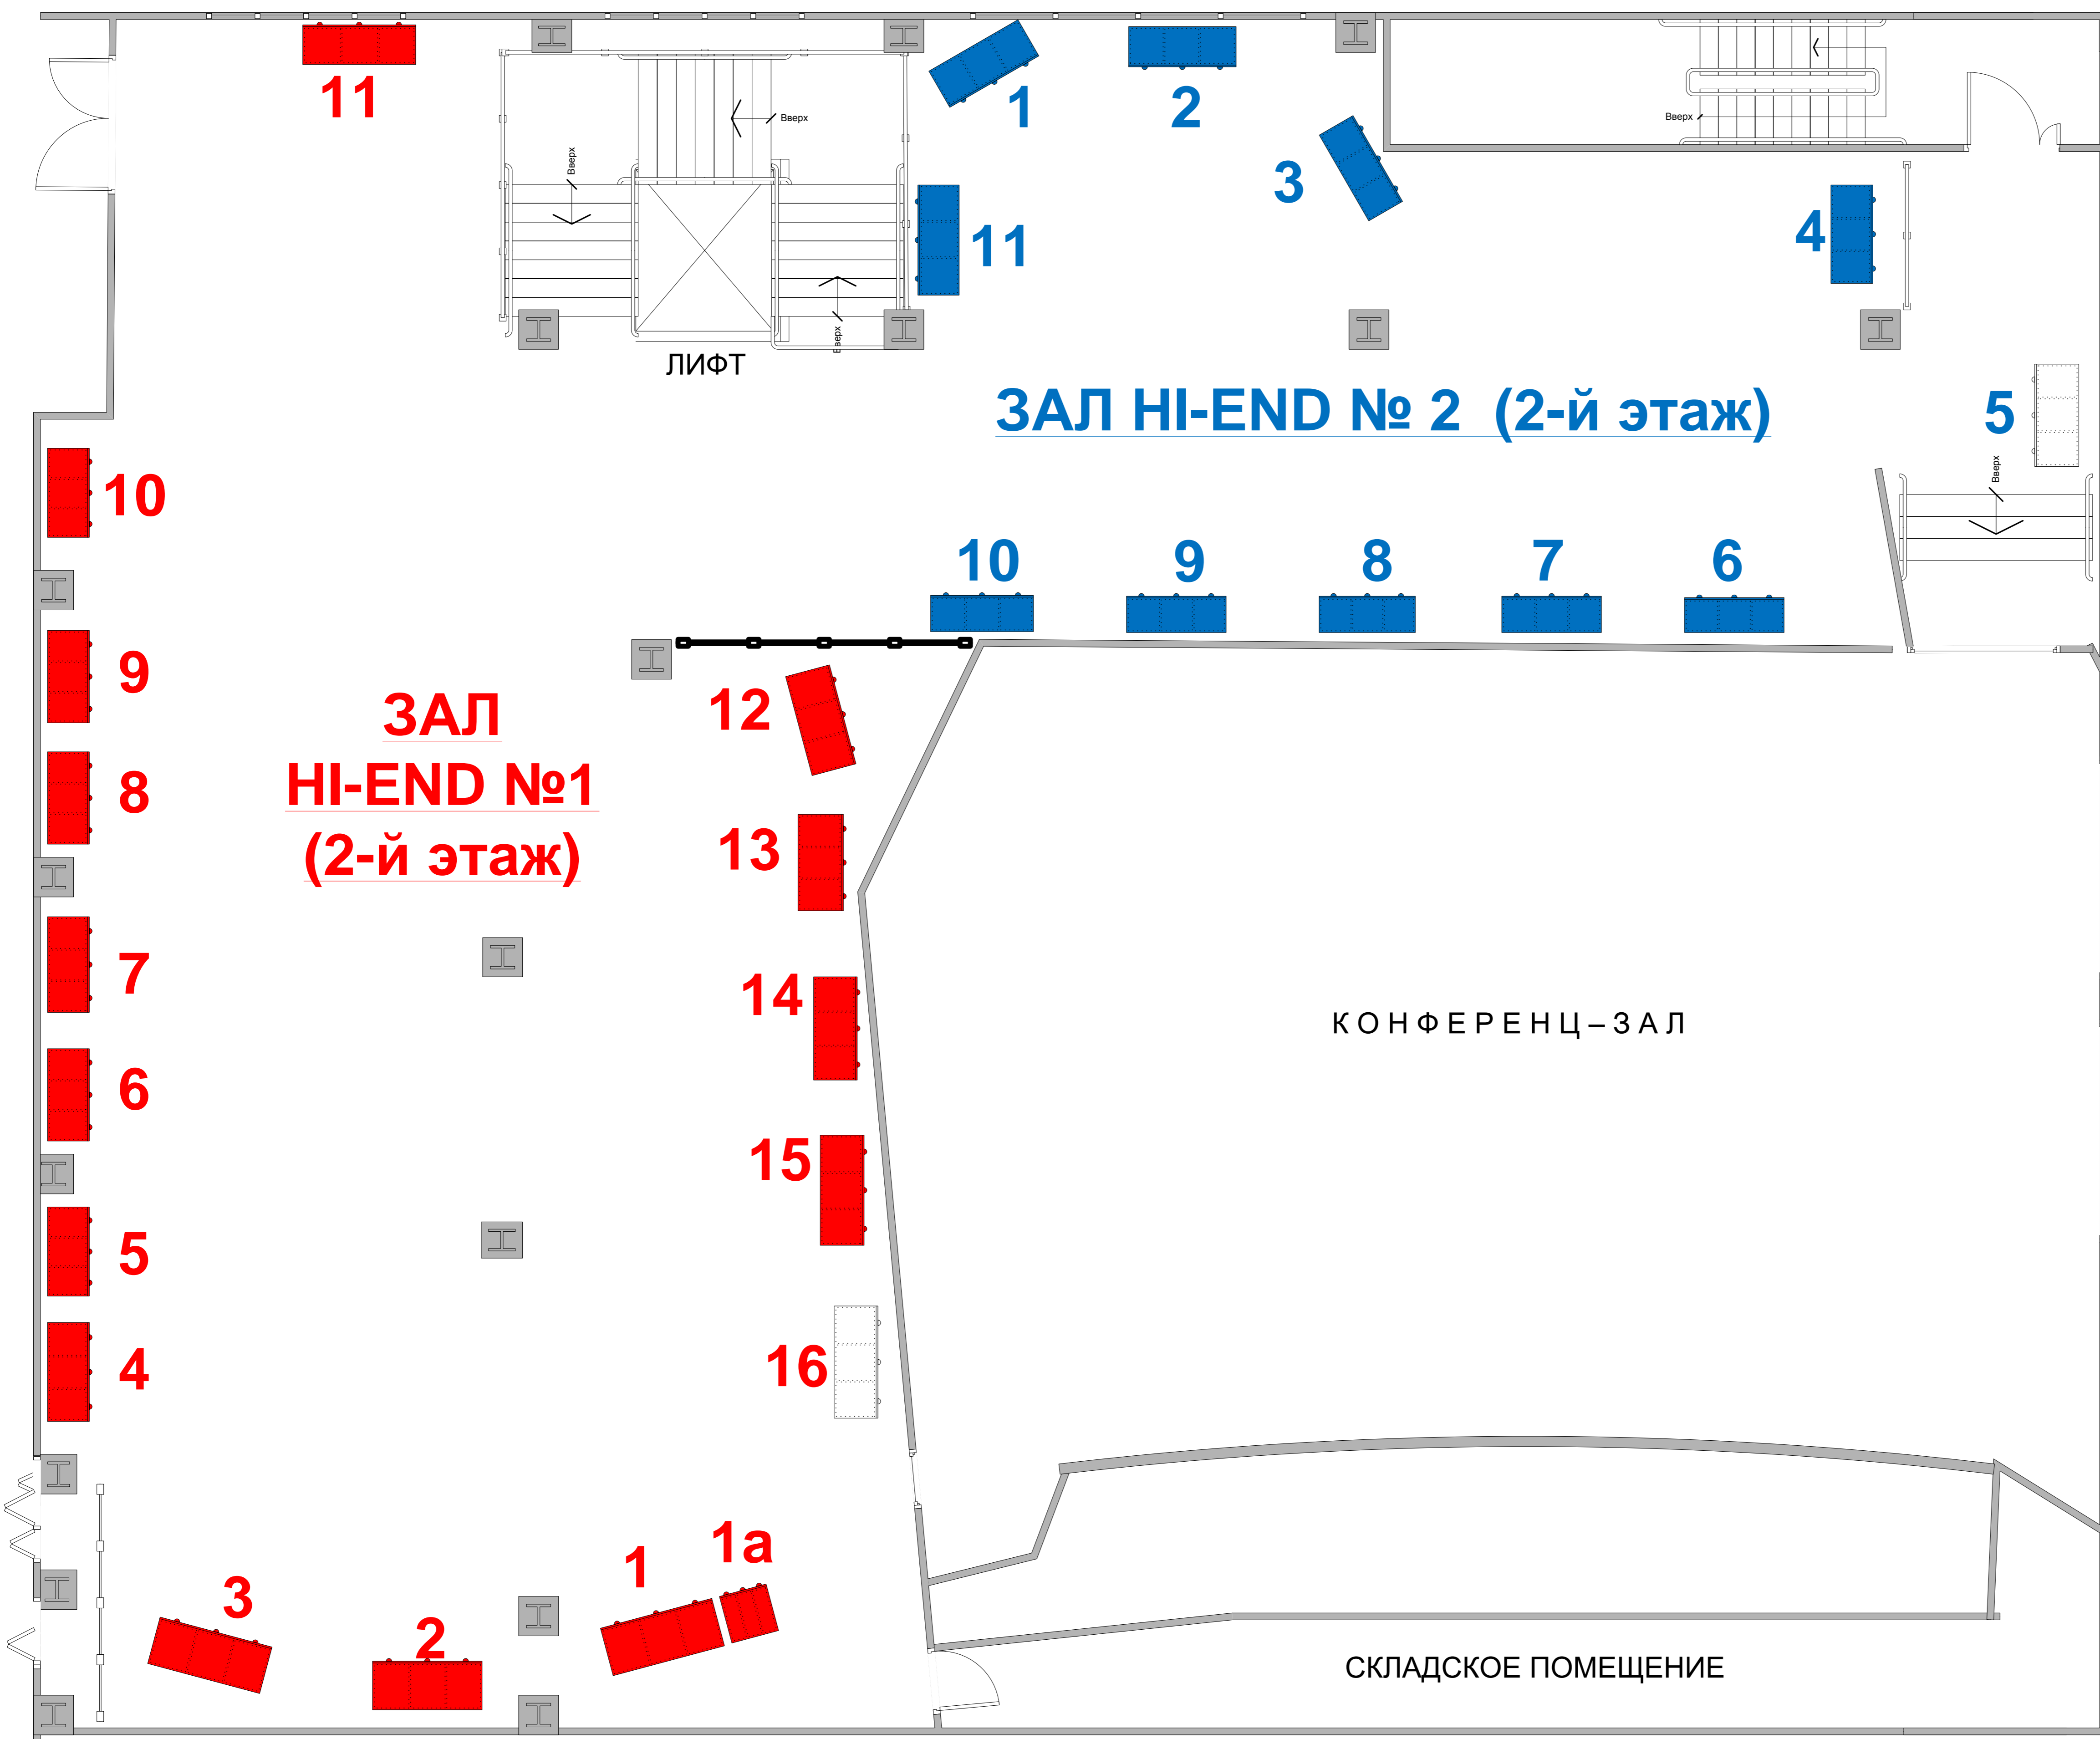 11
1
2
Вверх
Вверх
Вверх
3
4
11
Вверх
ЛИФТ
ЗАЛ HI-END № 2 (2-й этаж)
5
Вверх
10
10
9
8
7
6
9
12
ЗАЛ
HI-END №1
(2-й этаж)
8
13
7
14
КОНФЕРЕНЦ–ЗАЛ
6
15
5
4
16
3
2
1
1а
СКЛАДСКОЕ ПОМЕЩЕНИЕ